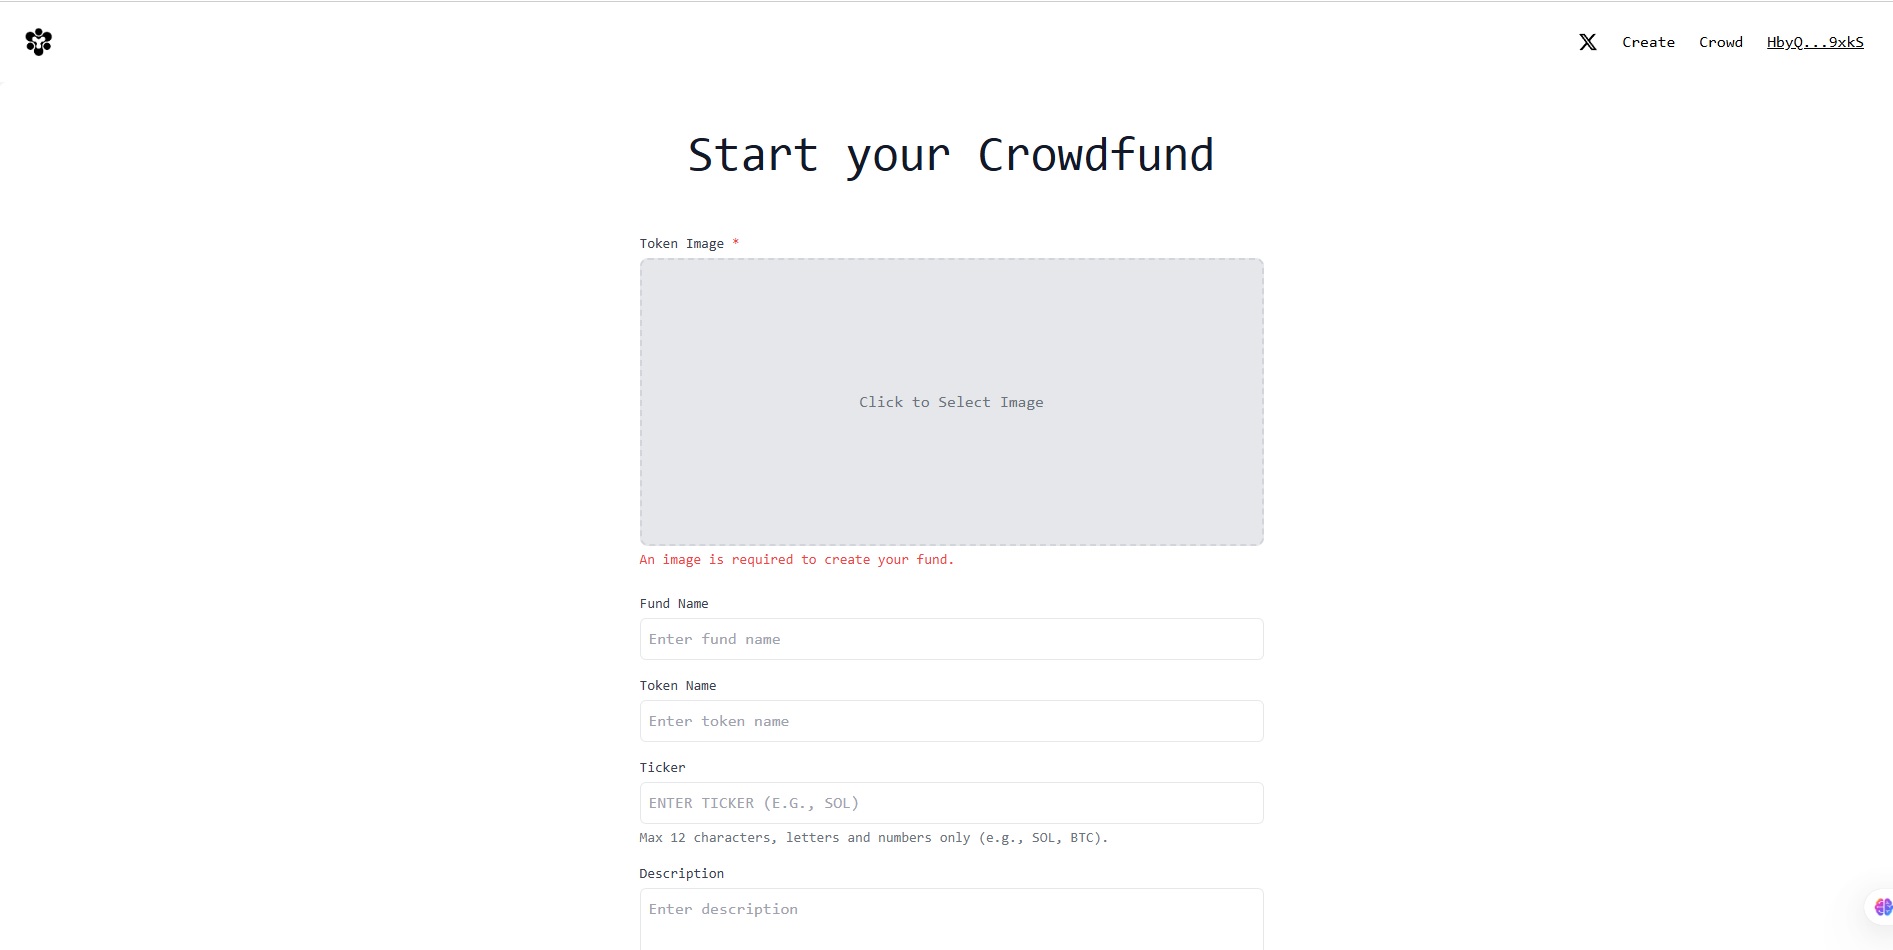 Create
Crowd
HbyQ...9xkS
Start your Crowdfund
Token Image *
Click to Select Image
An image is required to create your fund.
Fund Name
Enter fund name
Token Name
Enter token name
Ticker
ENTER TICKER (E.G., SOL)
Max 12 characters, letters and numbers only (e.g., SOL, BTC).
Description
Enter description